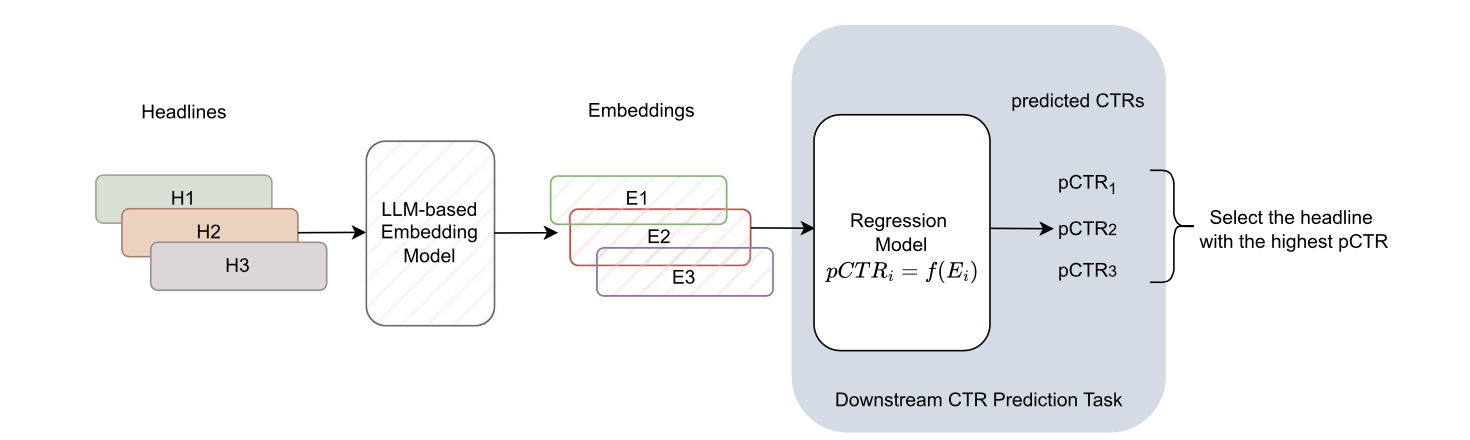 Headlines
H1
H2
H3
LLM-based
Embedding
Model
Embeddings
E1
E2
E3
Regression
Model
$pCTR_i = f(E_i)$
predicted CTRs
pCTR₁
pCTR2
pCTR3
Downstream CTR Prediction Task
Select the headline
with the highest pCTR